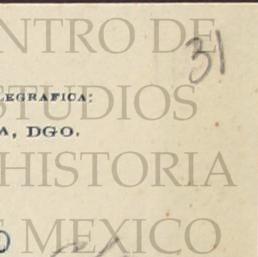 NTRO DE
31
STUDIOS
LEGRAFICA:
A, DGO.
HISTORIA
E MEXICO
O